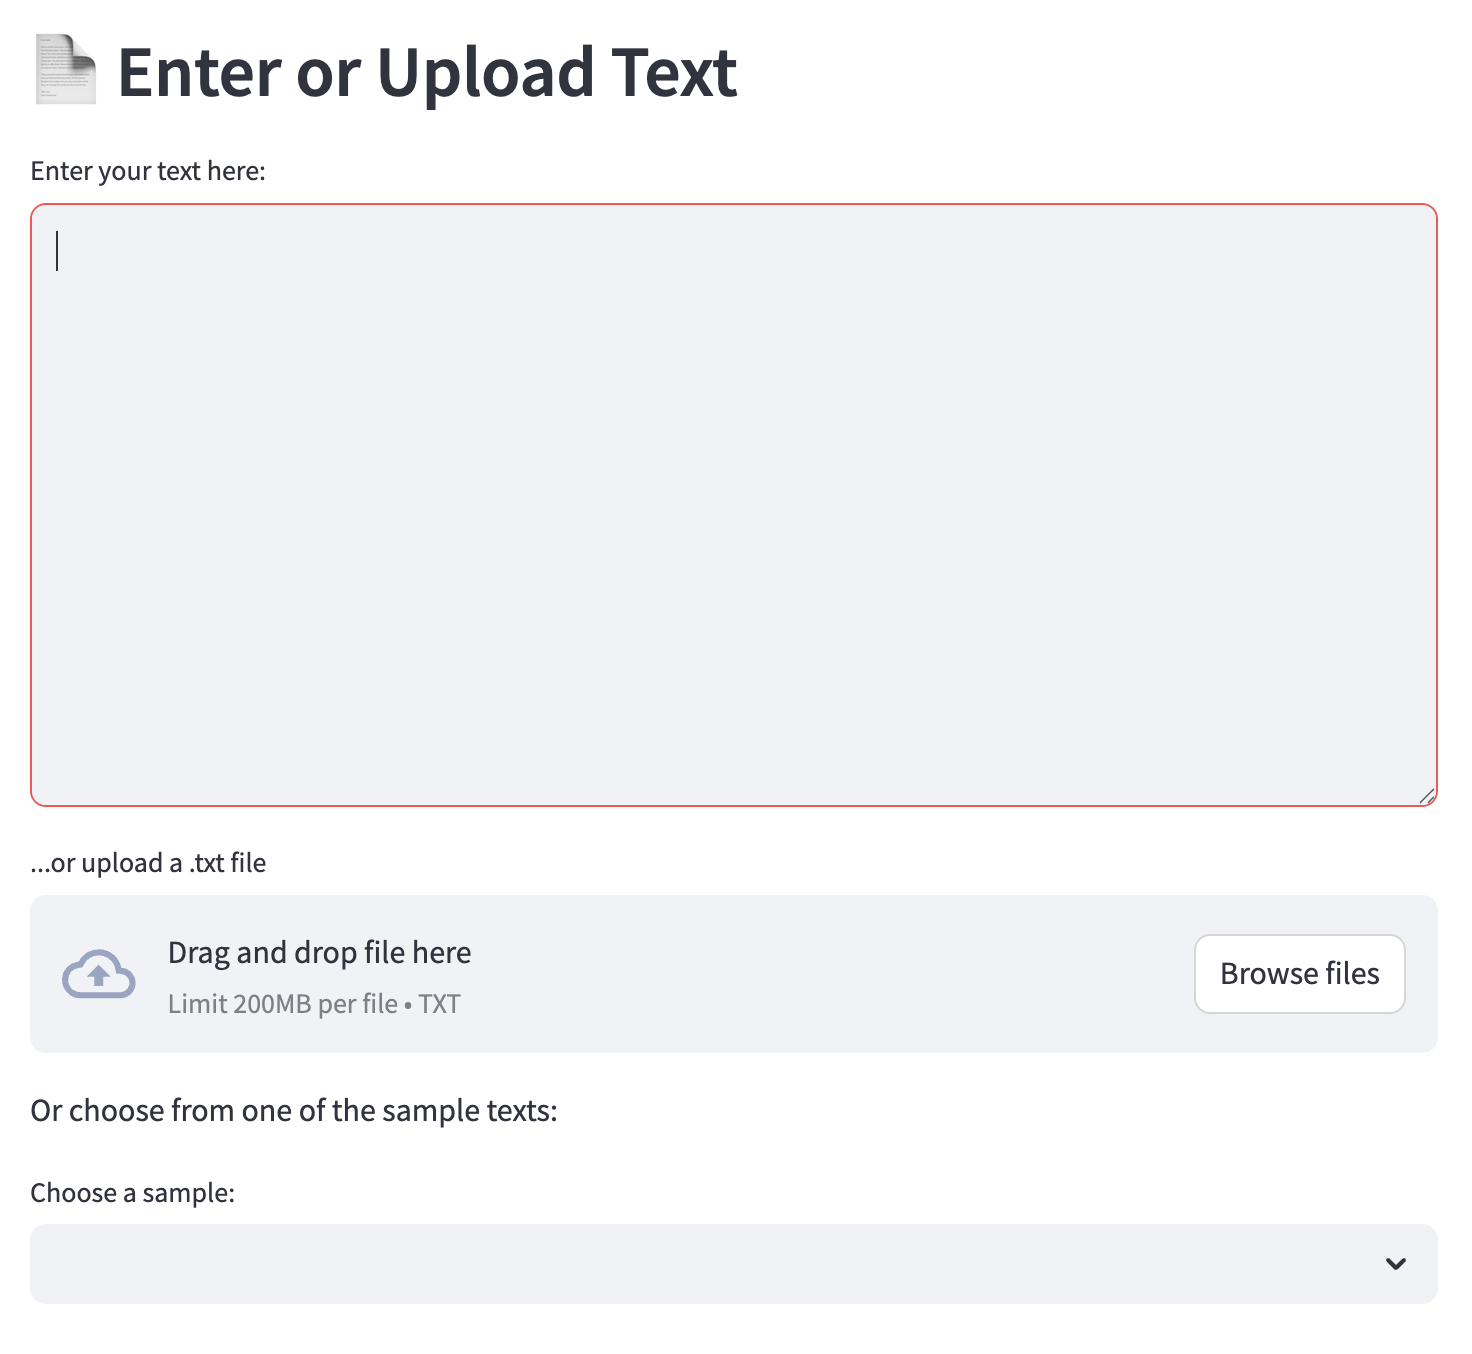 Enter or Upload Text
Enter your text here:
...or upload a .txt file
Drag and drop file here
Limit 200MB per file • TXT
Browse files
Or choose from one of the sample texts:
Choose a sample: